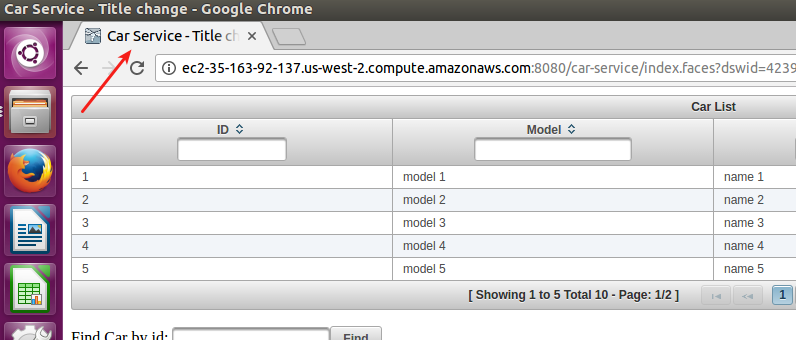 Car Service - Title change - Google Chrome
Car Service - Title ch
ec2-35-163-92-137.us-west-2.compute.amazonaws.com:8080/car-service/index.faces?dswid=4239
Car List
ID Model
1 model 1 name 1
2 model 2 name 2
3 model 3 name 3
4 model 4 name 4
5 model 5 name 5
[ Showing 1 to 5 Total 10 - Page: 1/2 ] 1
Find Car by id: Find